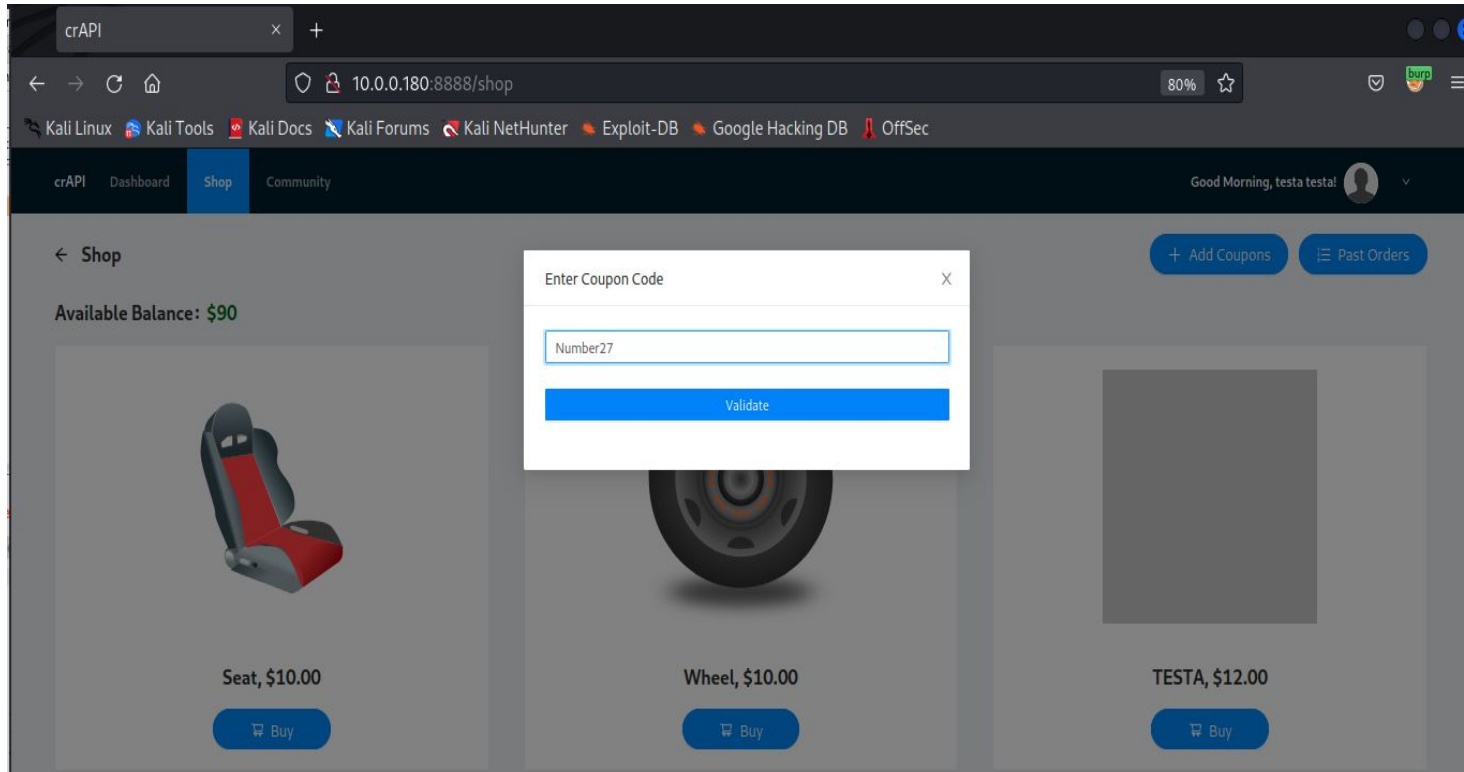 crAPI
10.0.0.180:8888/shop
80%
burp
Kali Linux Kali Tools Kali Docs Kali Forums Kali NetHunter Exploit-DB Google Hacking DB OffSec
crAPI Dashboard Shop Community Good Morning, testa testa!
Shop
+ Add Coupons Past Orders
Available Balance: $90
Enter Coupon Code X
Number27
Validate
Seat, $10.00 Wheel, $10.00 TESTA, $12.00
Buy Buy Buy